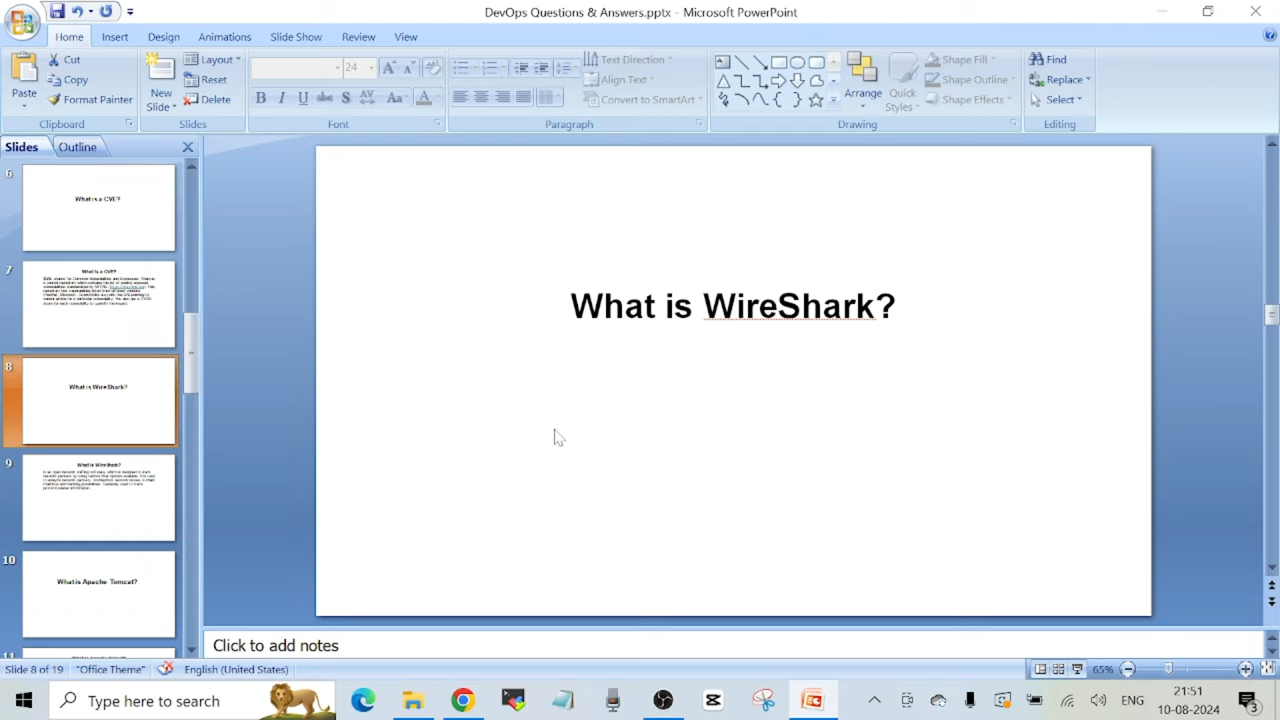 DevOps Questions & Answers.pptx - Microsoft PowerPoint
Home Insert Design Animations Slide Show Review View
Paste
Cut
Copy
Format Painter
Clipboard
New Slide
Layout
Reset
Delete
Slides
24
B I U abc S AV Aa A
Font
Text Direction
Align Text
Convert to SmartArt
Paragraph
Arrange
Quick Styles
Shape Fill
Shape Outline
Shape Effects
Drawing
Find
Replace
Select
Editing
Slides Outline
6
What is a CVE?
7
What is a CVE?
8
What is WireShark?
9
What is WireShark?
10
What is Apache Tomcat?
11
What is WireShark?
Click to add notes
Slide 8 of 19 "Office Theme" English (United States) 65%
Type here to search
ENG
21:51
10-08-2024
3